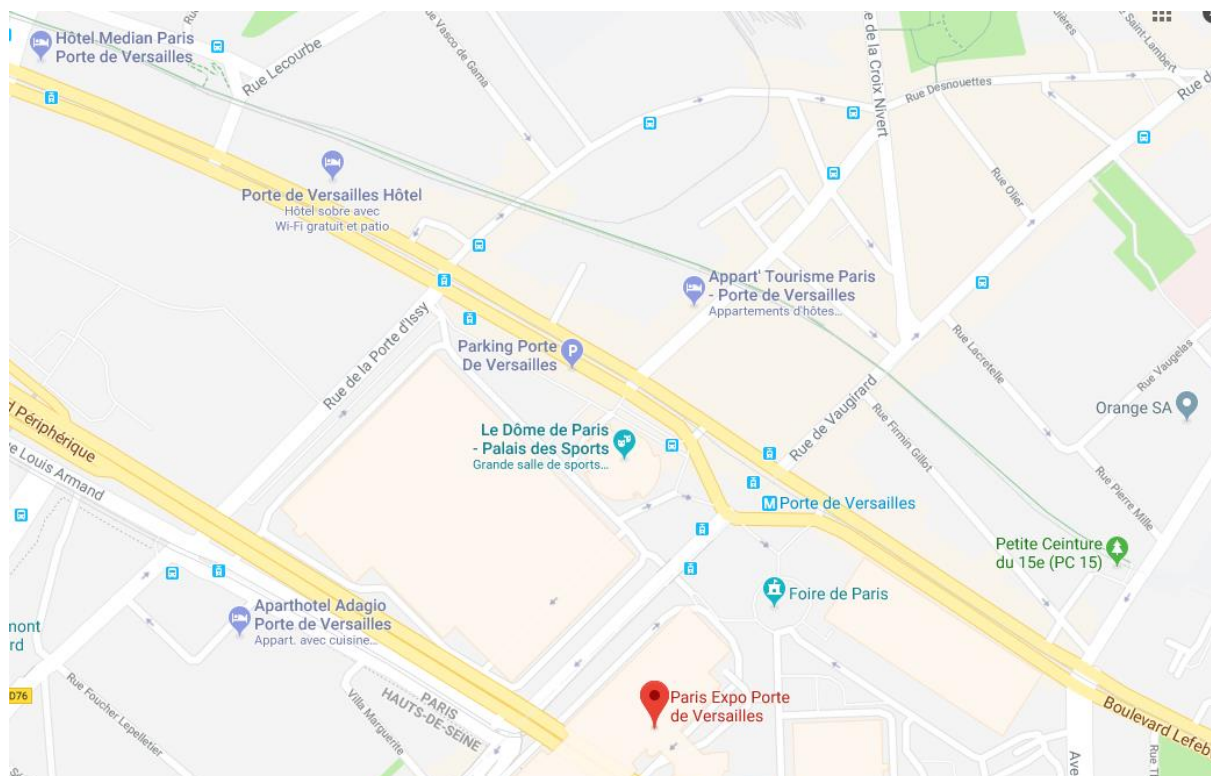 Hôtel Median Paris
Porte de Versailles
Rue Lecourbe
Rue Vasco de Gama
e de la Croix Nivert
Saint-Lambert
Rue Desnouettes
Rue d
Porte de Versailles Hôtel
Hôtel sobre avec
Wi-Fi gratuit et patio
Rue Olier
Appart' Tourisme Paris
- Porte de Versailles
Appartements d'hôtes...
Rue de la Porte d'Issy
Parking Porte
De Versailles
P
Rue Lacretelle
Rue Vaugelas
Orange SA
d Périphérique
e Louis Armand
Le Dôme de Paris
- Palais des Sports
Grande salle de sports...
Rue de Vaugirard
Rue Firmin Gillot
Rue Pierre Mille
M Porte de Versailles
Petite Ceinture
du 15e (PC 15)
Foire de Paris
Aparthotel Adagio
Porte de Versailles
Appart. avec cuisine...
mont
rd
D76
Rue Foucher Lepelletier
Villa Marguerite
PARIS
HAUTS-DE-SEINE
Paris Expo Porte
de Versailles
Boulevard Lefeb
Ave
Rue T